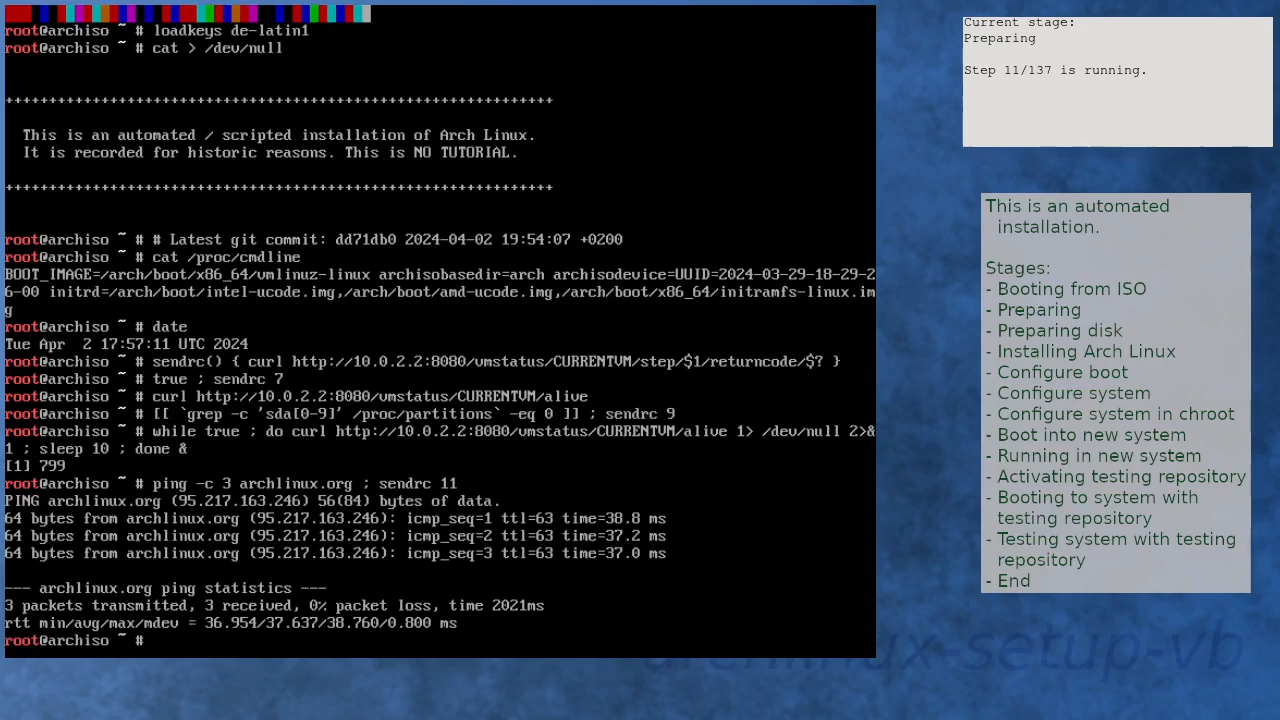 root@archiso ~ # loadkeys de-latin1
root@archiso ~ # cat > /dev/null
+++++++++++++++++++++++++++++++++++++++++++++++++++++++++++++++
This is an automated / scripted installation of Arch Linux.
It is recorded for historic reasons. This is NO TUTORIAL.
+++++++++++++++++++++++++++++++++++++++++++++++++++++++++++++++
root@archiso ~ # # Latest git commit: dd71db0 2024-04-02 19:54:07 +0200
root@archiso ~ # cat /proc/cmdline
BOOT_IMAGE=/arch/boot/x86_64/vmlinuz-linux archisobasedir=arch archisodevice=UUID=2024-03-29-18-29-2
6-00 initrd=/arch/boot/intel-ucode.img,/arch/boot/amd-ucode.img,/arch/boot/x86_64/initramfs-linux.im
g
root@archiso ~ # date
Tue Apr  2 17:57:11 UTC 2024
root@archiso ~ # sendrc() { curl http://10.0.2.2:8080/vmstatus/CURRENTVM/step/$1/returncode/$? }
root@archiso ~ # true ; sendrc 7
root@archiso ~ # curl http://10.0.2.2:8080/vmstatus/CURRENTVM/alive
root@archiso ~ # [[ `grep -c 'sda[0-9]' /proc/partitions` -eq 0 ]] ; sendrc 9
root@archiso ~ # while true ; do curl http://10.0.2.2:8080/vmstatus/CURRENTVM/alive 1> /dev/null 2>&
1 ; sleep 10 ; done &
[1] 799
root@archiso ~ # ping -c 3 archlinux.org ; sendrc 11
PING archlinux.org (95.217.163.246) 56(84) bytes of data.
64 bytes from archlinux.org (95.217.163.246): icmp_seq=1 ttl=63 time=38.8 ms
64 bytes from archlinux.org (95.217.163.246): icmp_seq=2 ttl=63 time=37.2 ms
64 bytes from archlinux.org (95.217.163.246): icmp_seq=3 ttl=63 time=37.0 ms
--- archlinux.org ping statistics ---
3 packets transmitted, 3 received, 0% packet loss, time 2021ms
rtt min/avg/max/mdev = 36.954/37.637/38.760/0.800 ms
root@archiso ~ #
Current stage:
Preparing
Step 11/137 is running.
This is an automated
installation.
Stages:
- Booting from ISO
- Preparing
- Preparing disk
- Installing Arch Linux
- Configure boot
- Configure system
- Configure system in chroot
- Boot into new system
- Running in new system
- Activating testing repository
- Booting to system with
testing repository
- Testing system with testing
repository
- End
archlinux-setup-vb